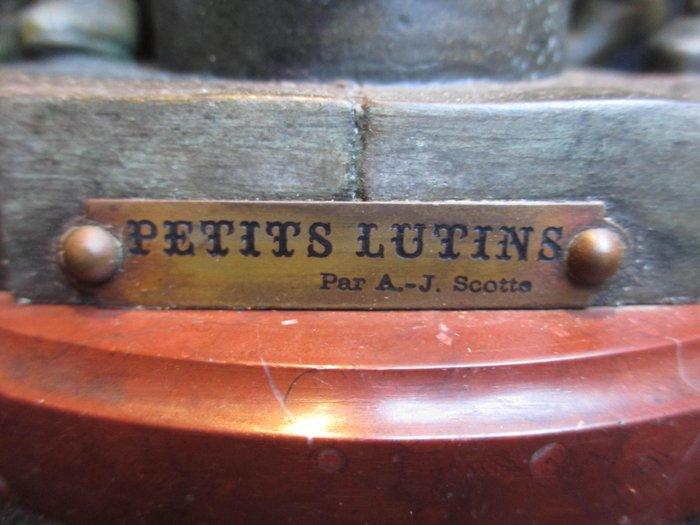 PETITS LUTINS
Par A.-J. Scotte